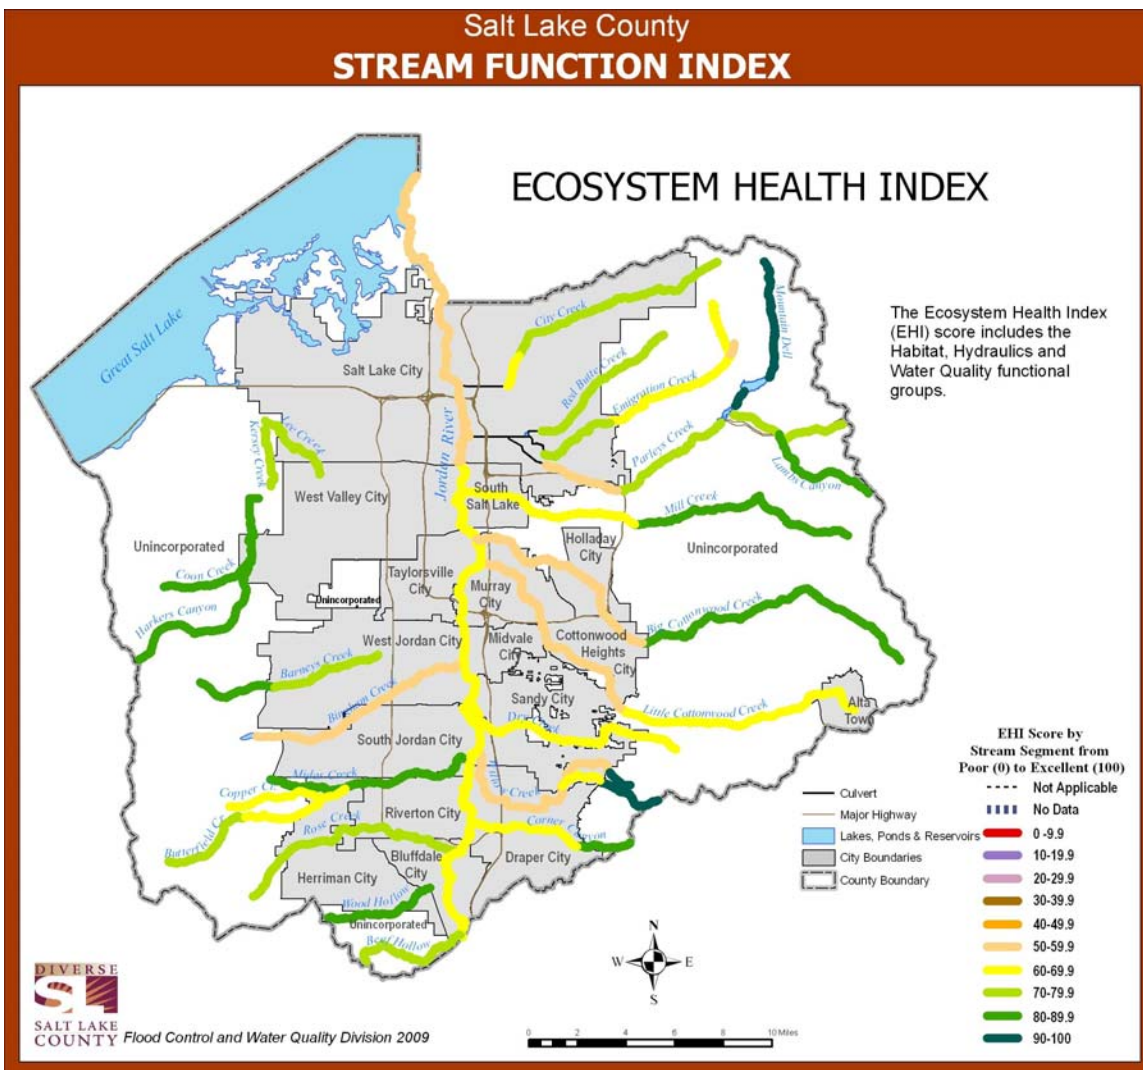 Salt Lake County
STREAM FUNCTION INDEX
ECOSYSTEM HEALTH INDEX
The Ecosystem Health Index
(EHI) score includes the
Habitat, Hydraulics and
Water Quality functional
groups.
Great Salt Lake
Salt Lake City
Jordan River
City Creek
Red Butte Creek
Emigration Creek
Mountain Dell
Parleys Creek
Lambs Canyon
Lee Creek
Kersey Creek
West Valley City
South
Salt Lake
Mill Creek
Unincorporated
Holladay
City
Unincorporated
Coon Creek
Harkers Canyon
Taylorsville
City
Unincorporated
Murray
City
Big Cottonwood Creek
West Jordan City
Midvale
City
Cottonwood
Heights
City
Barneys Creek
Bingham Creek
Sandy City
Little Cottonwood Creek
Alta
Town
Dry Creek
South Jordan City
Midas Creek
Copper Cr.
Butterfield Cr.
Rose Creek
Riverton City
Willow Creek
Corner Canyon
Bluffdale
City
Draper City
Herriman City
Wood Hollow
Unincorporated
Beef Hollow
Culvert
Major Highway
Lakes, Ponds & Reservoirs
City Boundaries
County Boundary
EHI Score by
Stream Segment from
Poor (0) to Excellent (100)
Not Applicable
No Data
0 -9.9
10-19.9
20-29.9
30-39.9
40-49.9
50-59.9
60-69.9
70-79.9
80-89.9
90-100
N
W E
S
0 2 4 6 8 10 Miles
DIVERSE
SL
SALT LAKE
COUNTY
Flood Control and Water Quality Division 2009